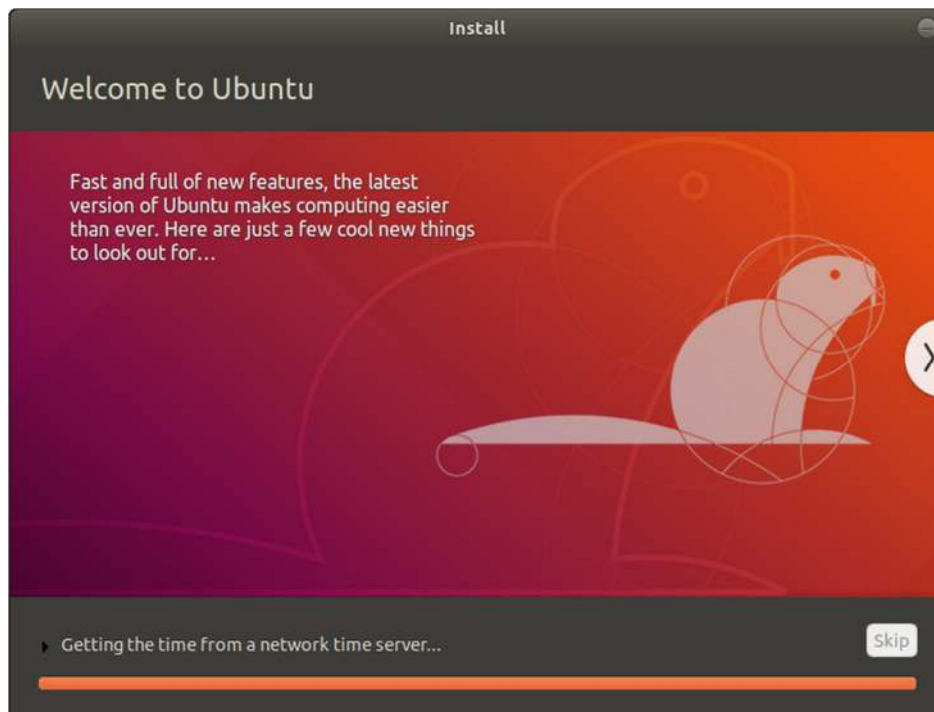 Install
Welcome to Ubuntu
Fast and full of new features, the latest
version of Ubuntu makes computing easier
than ever. Here are just a few cool new things
to look out for…
Getting the time from a network time server...
Skip